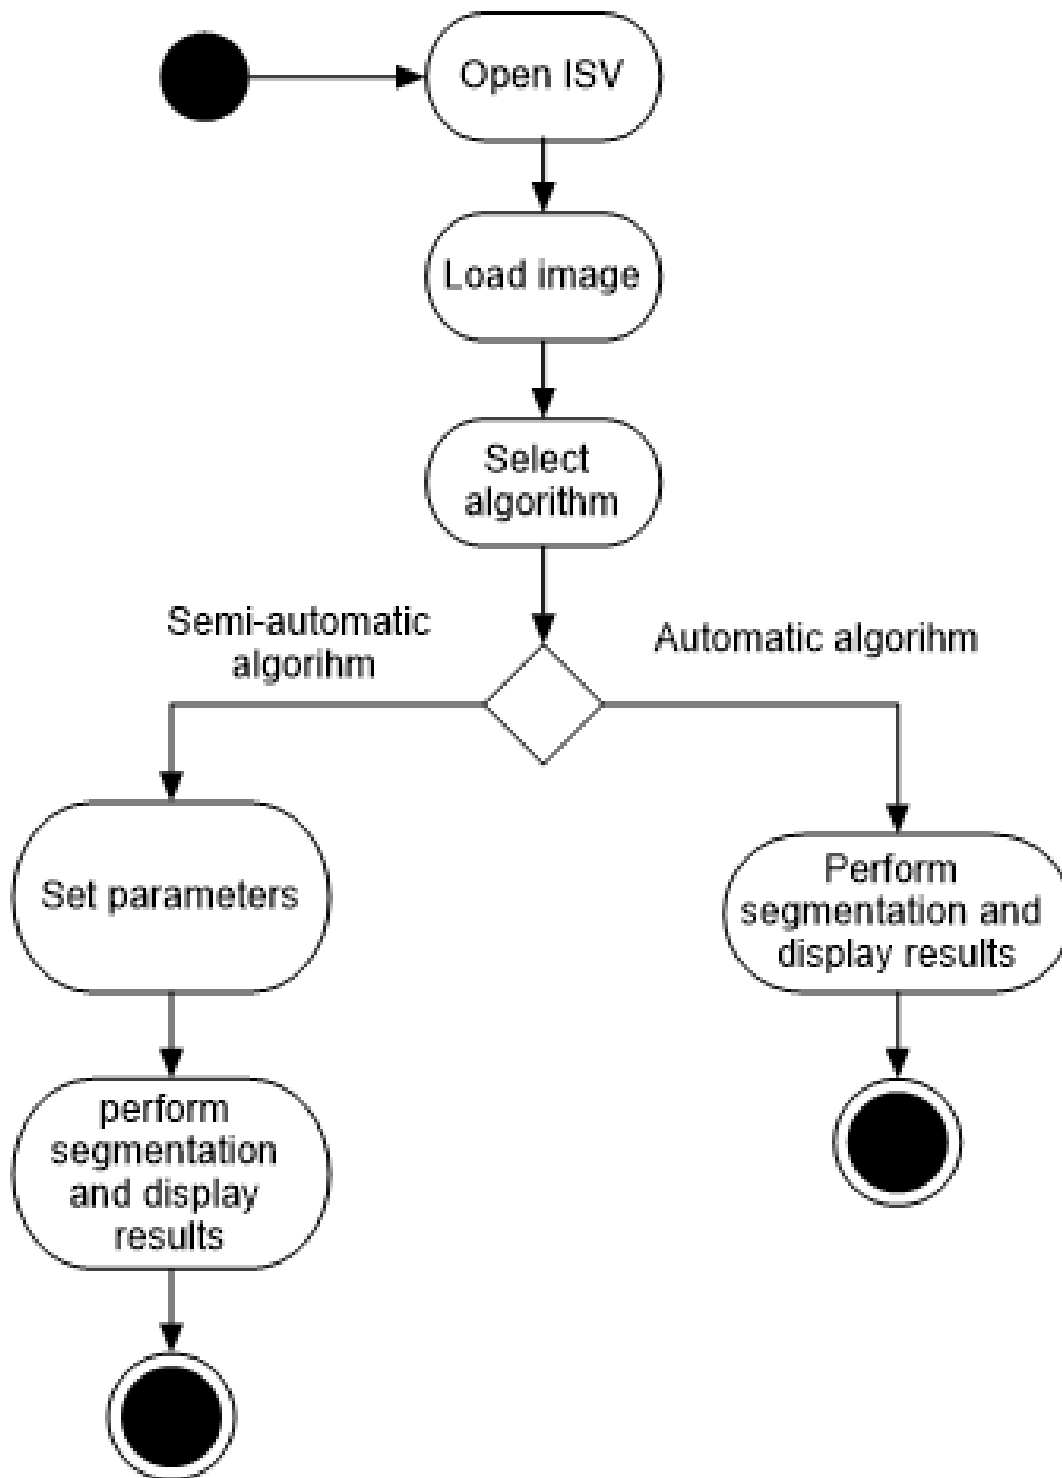 Open ISV
Load image
Select
algorithm
Semi-automatic
algorihm
Automatic algorihm
Set parameters
Perform
segmentation and
display results
perform
segmentation
and display
results